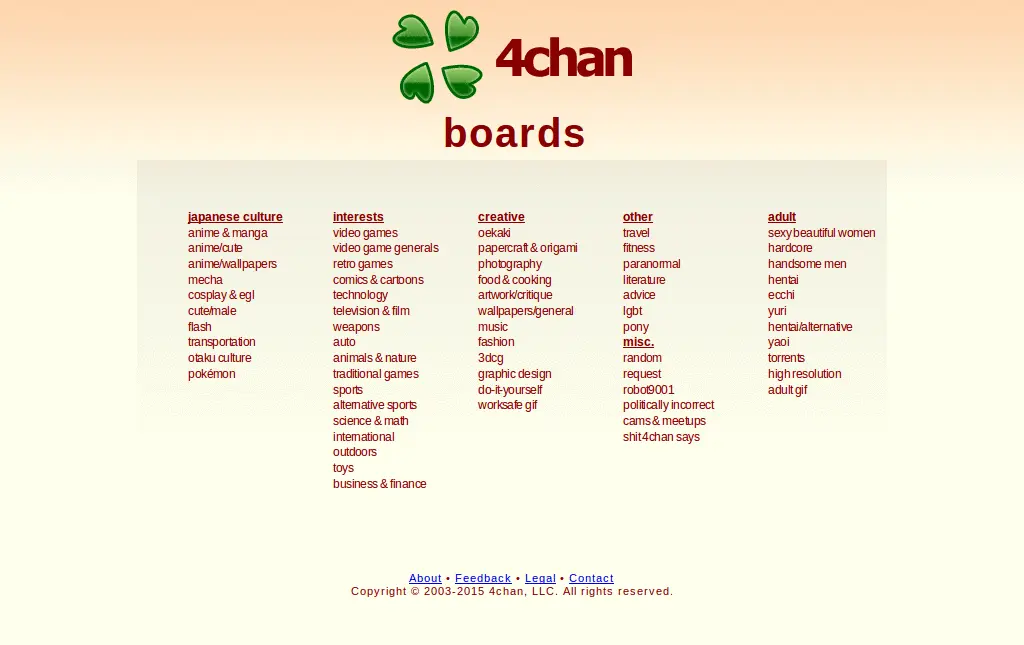 4chan
boards
japanese culture
anime & manga
anime/cute
anime/wallpapers
mecha
cosplay & egl
cute/male
flash
transportation
otaku culture
pokémon
interests
video games
video game generals
retro games
comics & cartoons
technology
television & film
weapons
auto
animals & nature
traditional games
sports
alternative sports
science & math
international
outdoors
toys
business & finance
creative
oekaki
papercraft & origami
photography
food & cooking
artwork/critique
wallpapers/general
music
fashion
3dcg
graphic design
do-it-yourself
worksafe gif
other
travel
fitness
paranormal
literature
advice
lgbt
pony
misc.
random
request
robot9001
politically incorrect
cams & meetups
shit 4chan says
adult
sexy beautiful women
hardcore
handsome men
hentai
ecchi
yuri
hentai/alternative
yaoi
torrents
high resolution
adult gif
About • Feedback • Legal • Contact
Copyright © 2003-2015 4chan, LLC. All rights reserved.